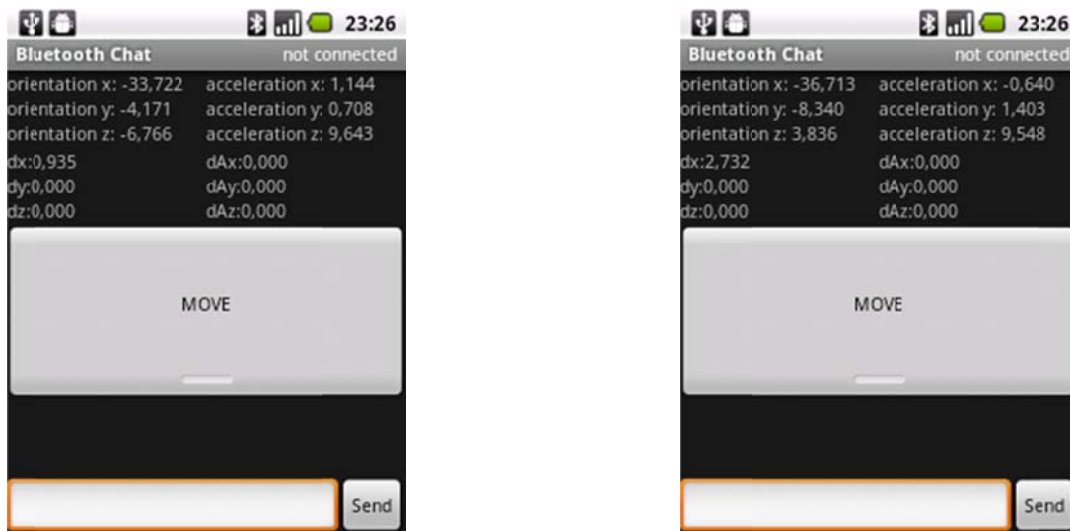 23:26
Bluetooth Chat not connected
orientation x: -33,722 acceleration x: 1,144
orientation y: -4,171 acceleration y: 0,708
orientation z: -6,766 acceleration z: 9,643
dx:0,935 dAx:0,000
dy:0,000 dAy:0,000
dz:0,000 dAz:0,000
MOVE
Send
23:26
Bluetooth Chat not connected
orientation x: -36,713 acceleration x: -0,640
orientation y: -8,340 acceleration y: 1,403
orientation z: 3,836 acceleration z: 9,548
dx:2,732 dAx:0,000
dy:0,000 dAy:0,000
dz:0,000 dAz:0,000
MOVE
Send